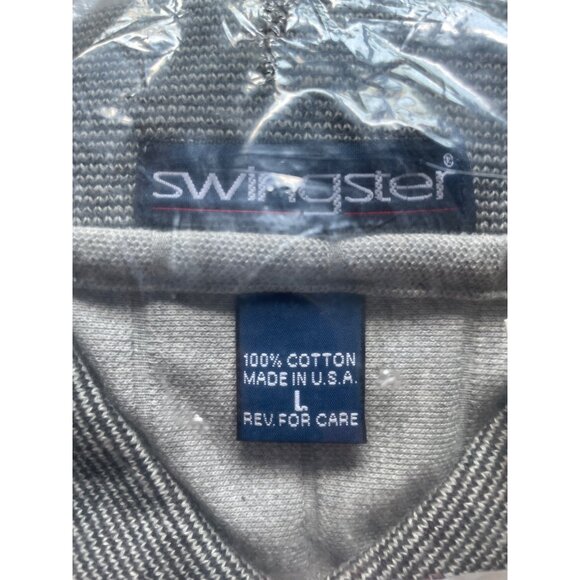 swingster®
100% COTTON
MADE IN U.S.A.
L
REV. FOR CARE